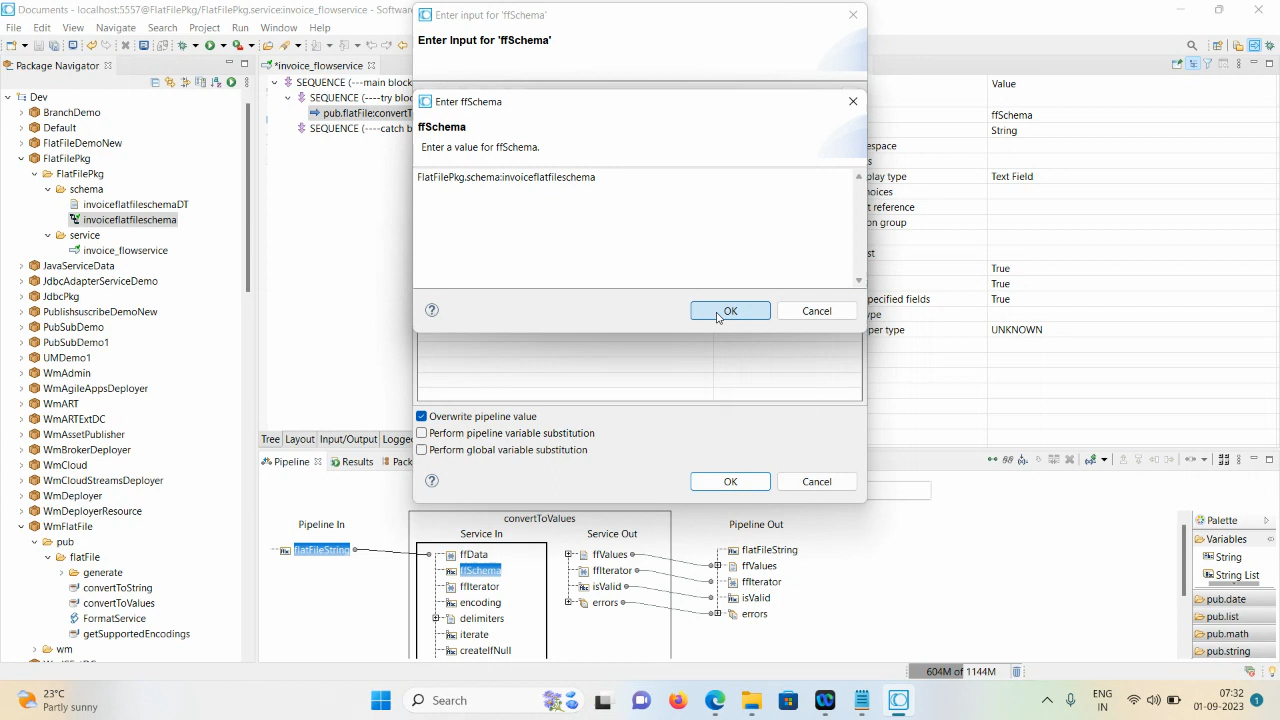 Documents - localhost:5557@FlatFilePkg/FlatFilePkg.service:invoice_flowservice - Softwar
File Edit View Navigate Search Project Run Window Help
Package Navigator
Dev
BranchDemo
Default
FlatFileDemoNew
FlatFilePkg
FlatFilePkg
schema
invoiceflatfileschemaDT
invoiceflatfileschema
service
invoice_flowservice
JavaServiceData
JdbcAdapterServiceDemo
JdbcPkg
PublishsuscribeDemoNew
PubSubDemo
PubSubDemo1
UMDemo1
WmAdmin
WmAgileAppsDeployer
WmART
WmARTExtDC
WmAssetPublisher
WmBrokerDeployer
WmCloud
WmCloudStreamsDeployer
WmDeployer
WmDeployerResource
WmFlatFile
pub
flatFile
generate
convertToString
convertToValues
FormatService
getSupportedEncodings
wm
*invoice_flowservice
SEQUENCE (---main block
SEQUENCE (----try bloc
pub.flatFile:convertT
SEQUENCE (----catch b
Tree Layout Input/Output Logged
Enter input for 'ffSchema'
Enter Input for 'ffSchema'
Enter ffSchema
ffSchema
Enter a value for ffSchema.
FlatFilePkg.schema:invoiceflatfileschema
OK Cancel
Overwrite pipeline value
Perform pipeline variable substitution
Perform global variable substitution
OK Cancel
Value
ffSchema
String
espace
s
play type Text Field
oices
t reference
on group
st
True
True
pecified fields True
ype
per type UNKNOWN
Pipeline Results Pack
Pipeline In
flatFileString
convertToValues
Service In Service Out
ffData
ffSchema
ffIterator
encoding
delimiters
iterate
createIfNull
ffValues
ffIterator
isValid
errors
Pipeline Out
flatFileString
ffValues
ffIterator
isValid
errors
Palette
Variables
String
String List
pub.date
pub.list
pub.math
pub.string
604M of 1144M
23°C
Partly sunny
Search
ENG
IN
07:32
01-09-2023
1